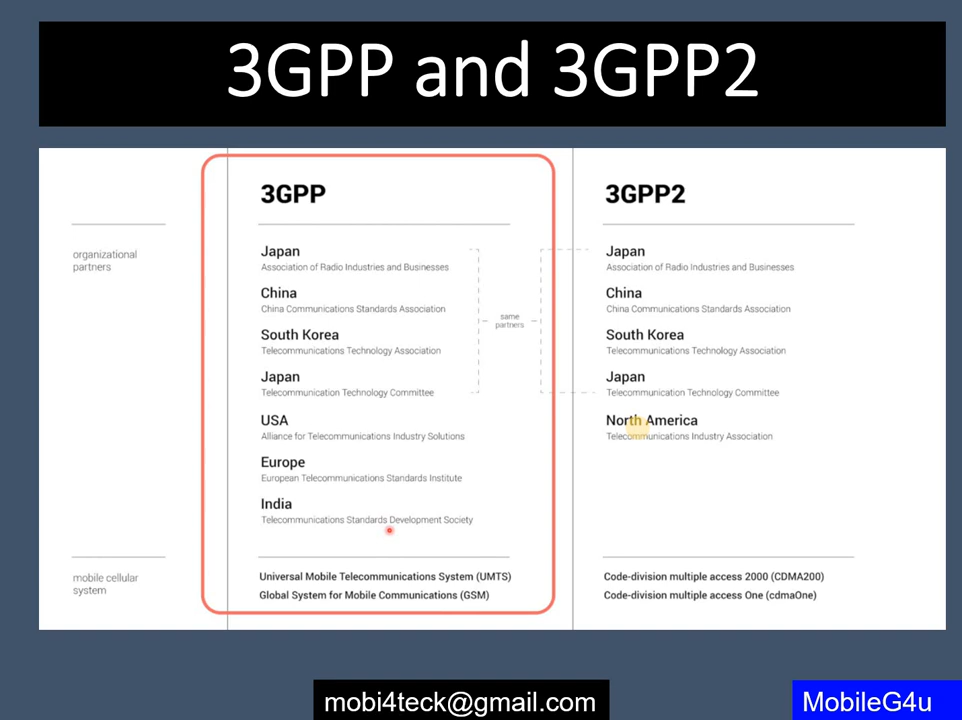 3GPP and 3GPP2
3GPP
3GPP2
organizational
partners
Japan
Association of Radio Industries and Businesses
China
China Communications Standards Association
South Korea
Telecommunications Technology Association
Japan
Telecommunication Technology Committee
USA
Alliance for Telecommunications Industry Solutions
Europe
European Telecommunications Standards Institute
India
Telecommunications Standards Development Society
same
partners
Japan
Association of Radio Industries and Businesses
China
China Communications Standards Association
South Korea
Telecommunications Technology Association
Japan
Telecommunication Technology Committee
North America
Telecommunications Industry Association
mobile cellular
system
Universal Mobile Telecommunications System (UMTS)
Global System for Mobile Communications (GSM)
Code-division multiple access 2000 (CDMA200)
Code-division multiple access One (cdmaOne)
mobi4teck@gmail.com
MobileG4u